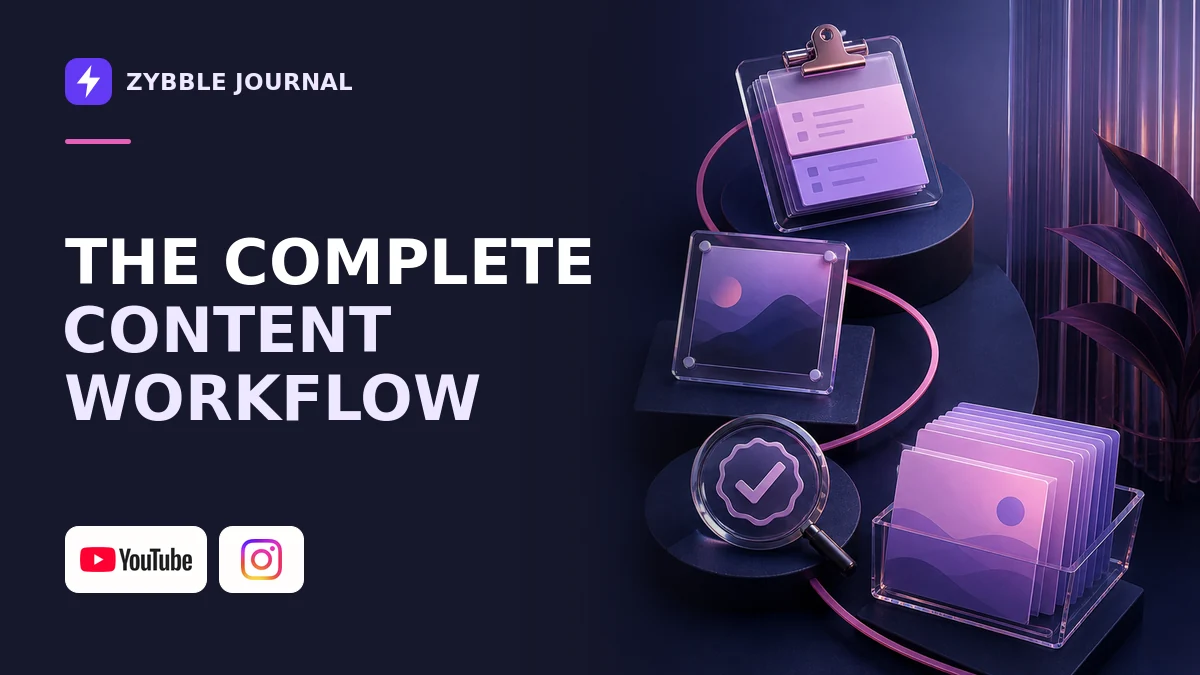 ZYBBLE JOURNAL
THE COMPLETE
CONTENT
WORKFLOW
YouTube